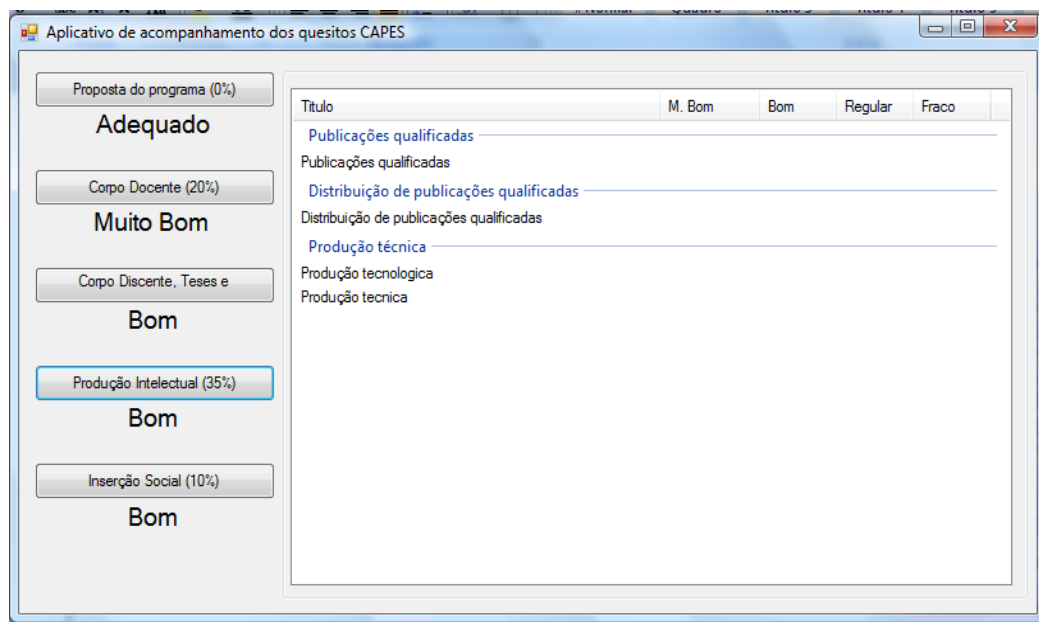 Aplicativo de acompanhamento dos quesitos CAPES
Proposta do programa (0%)
Adequado
Corpo Docente (20%)
Muito Bom
Corpo Discente, Teses e
Bom
Produção Intelectual (35%)
Bom
Inserção Social (10%)
Bom
Titulo M. Bom Bom Regular Fraco
Publicações qualificadas
Publicações qualificadas
Distribuição de publicações qualificadas
Distribuição de publicações qualificadas
Produção técnica
Produção tecnologica
Produção tecnica